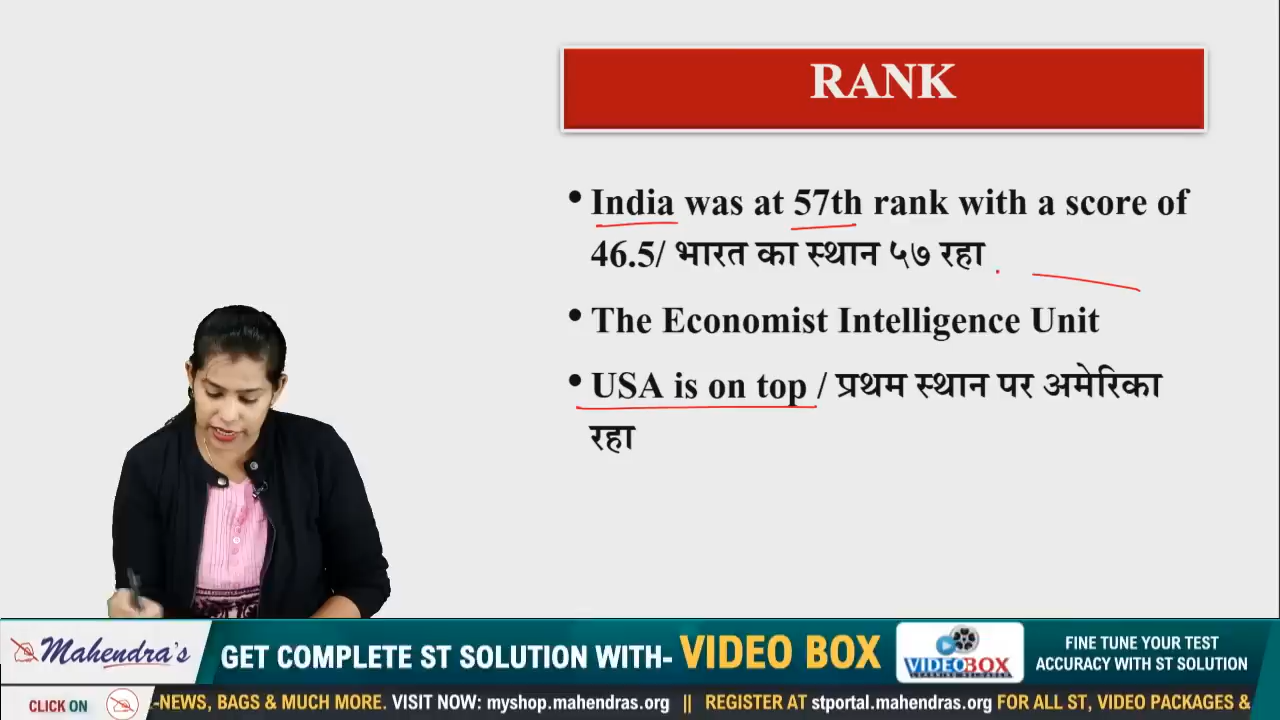 RANK
• India was at 57th rank with a score of
46.5/ भारत का स्थान ५७ रहा
• The Economist Intelligence Unit
• USA is on top / प्रथम स्थान पर अमेरिका
रहा
Mahendra's
GET COMPLETE ST SOLUTION WITH- VIDEO BOX
VIDEOBOX
LEARNING RELOADED
FINE TUNE YOUR TEST
ACCURACY WITH ST SOLUTION
CLICK ON
E-NEWS, BAGS & MUCH MORE. VISIT NOW: myshop.mahendras.org || REGISTER AT stportal.mahendras.org FOR ALL ST, VIDEO PACKAGES &